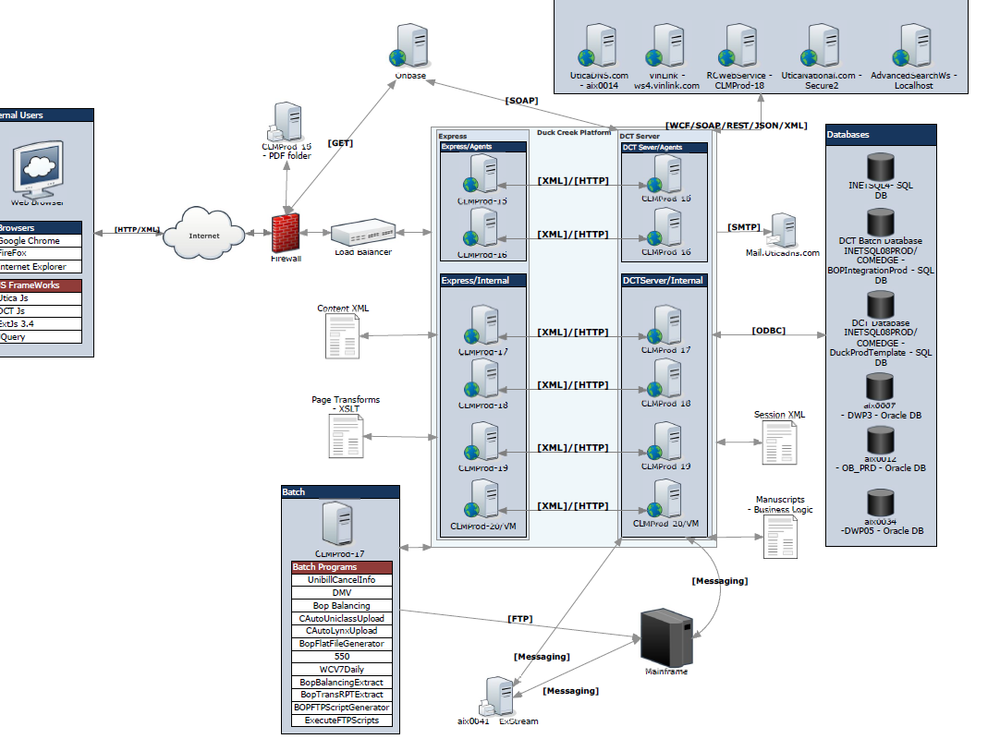 UticaDNS.com
- aix0014
VinLink -
ws4.vinlink.com
RCWebService -
CLMProd-18
UticaNational.com -
Secure2
AdvancedSearchWs -
Localhost
Onbase
[SOAP]
[WCF/SOAP/REST/JSON/XML]
[GET]
CLMProd 15
- PDF folder
ernal Users
Web Browser
Browsers
Google Chrome
FireFox
Internet Explorer
JS FrameWorks
Utica Js
DCT Js
ExtJs 3.4
JQuery
[HTTP/XML]
Internet
Firewall
Load Balancer
Duck Creek Platform
Express
Express/Agents
CLMProd-15
CLMProd-16
Express/Internal
CLMProd-17
CLMProd-18
CLMProd-19
CLMProd-20/VM
[XML]/[HTTP]
[XML]/[HTTP]
[XML]/[HTTP]
[XML]/[HTTP]
[XML]/[HTTP]
[XML]/[HTTP]
DCT Server
DCT Sever/Agents
CLMProd 16
DCTServer/Internal
CLMProd 17
CLMProd 18
CLMProd 19
CLMProd 20/VM
[SMTP]
Mail.Uticadns.com
[ODBC]
Databases
INETSQL4- SQL
DB
DCT Batch Database
INETSQL08PROD/
COMEDGE -
BOPIntegrationProd - SQL
DB
DCT Database
INETSQL08PROD/
COMEDGE -
DuckProdTemplate - SQL
DB
aix0007
- DWP3 - Oracle DB
aix0012
- OB_PRD - Oracle DB
aix0034
-DWP05 - Oracle DB
Content XML
Page Transforms
- XSLT
Session XML
Manuscripts
- Business Logic
Batch
CLMProd-17
Batch Programs
UnibillCancelInfo
DMV
Bop Balancing
CAutoUniclassUpload
CAutoLynxUpload
BopFlatFileGenerator
550
WCV7Daily
BopBalancingExtract
BopTransRPTExtract
BOPFTPScriptGenerator
ExecuteFTPScripts
[FTP]
[Messaging]
[Messaging]
[Messaging]
Mainframe
aix0041 ExStream